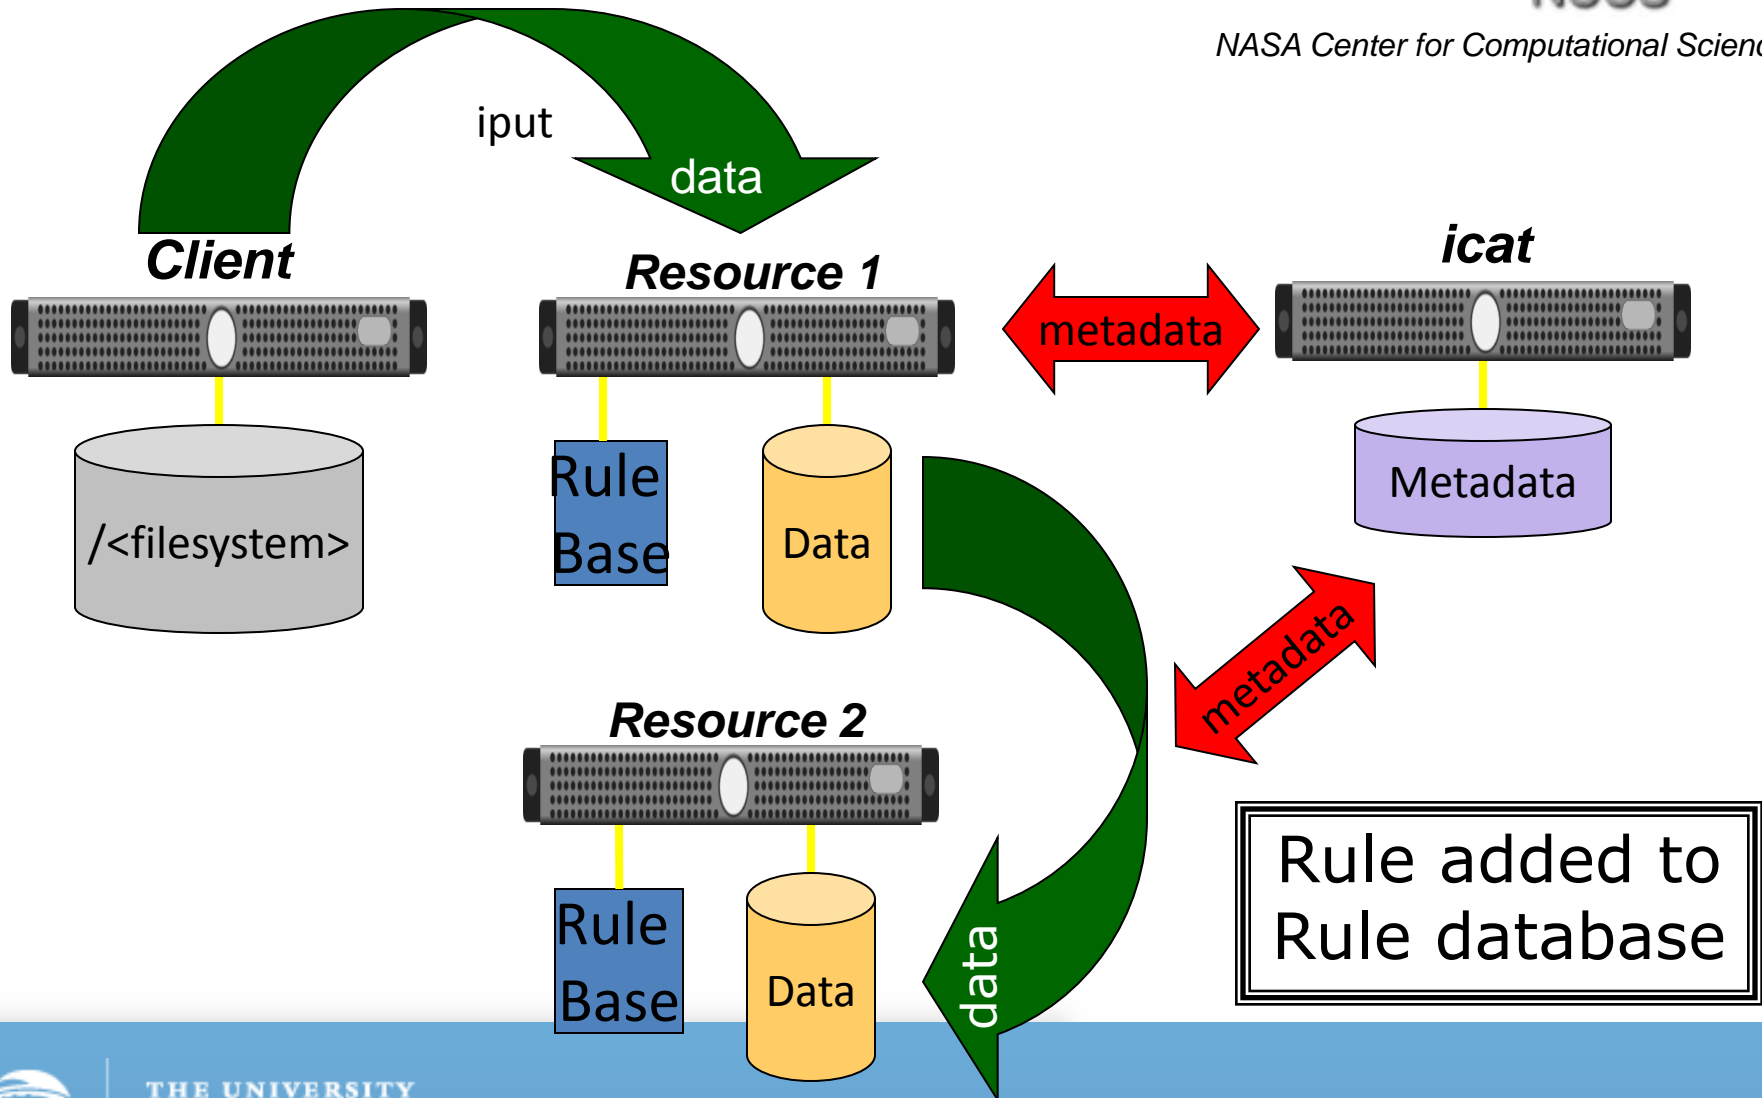 NASA Center for Computational Scienc
iput
data
Client
Resource 1
icat
metadata
Rule
Base
Data
/<filesystem>
Metadata
metadata
Resource 2
Rule
Base
Data
data
Rule added to
Rule database
THE UNIVERSITY